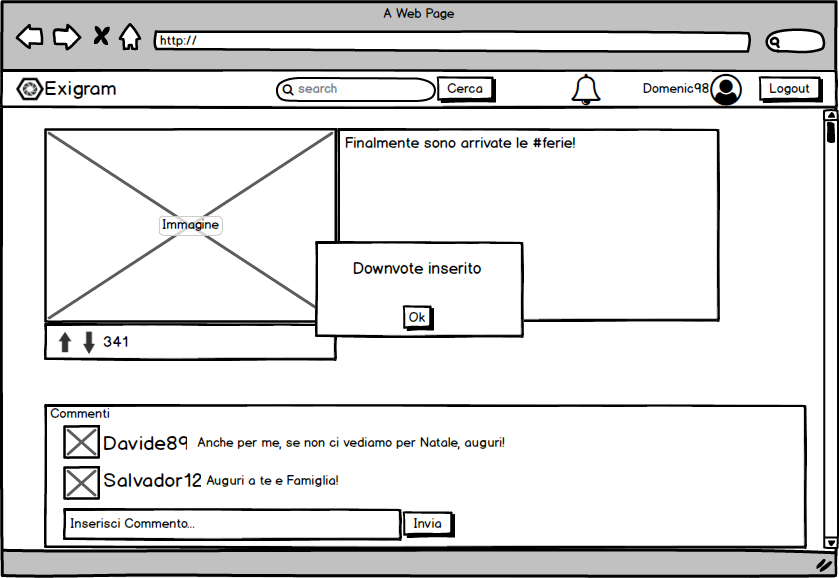 A Web Page
http://
Exigram
search
Cerca
Domenic98
Logout
Immagine
Finalmente sono arrivate le #ferie!
Downvote inserito
Ok
341
Commenti
Davide89 Anche per me, se non ci vediamo per Natale, auguri!
Salvador12 Auguri a te e Famiglia!
Inserisci Commento...
Invia